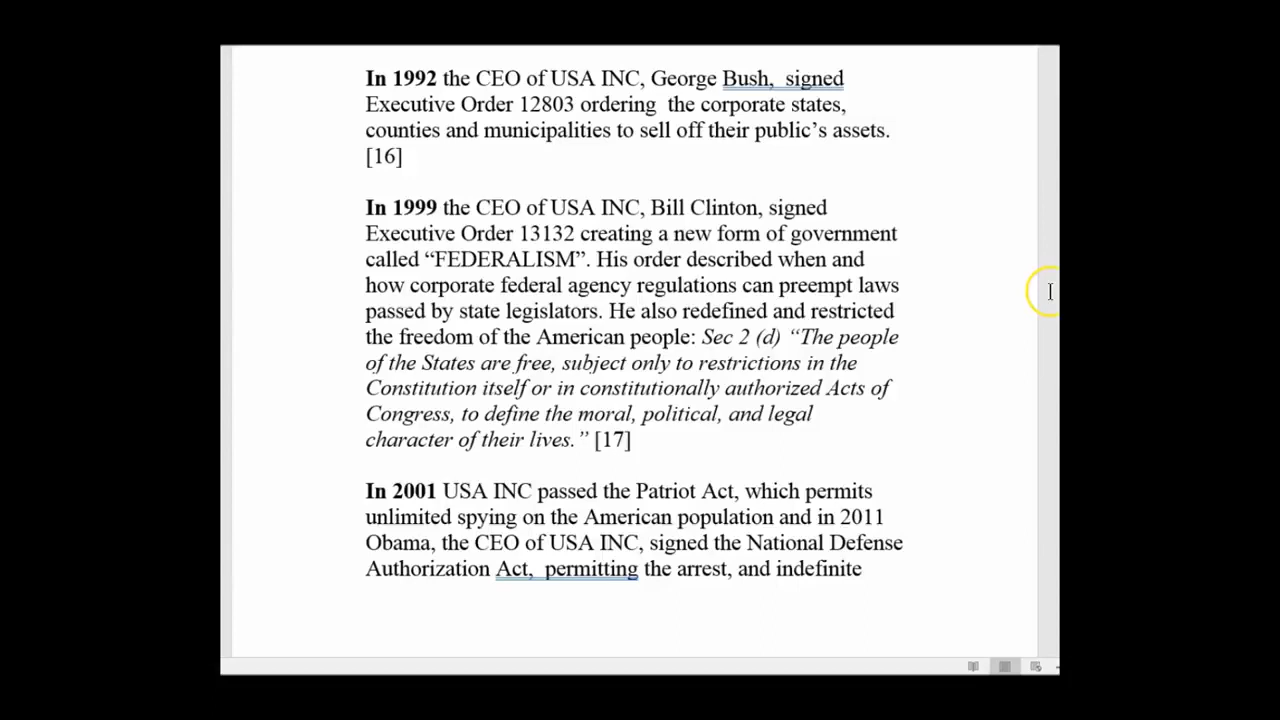 In 1992 the CEO of USA INC, George Bush,  signed
Executive Order 12803 ordering  the corporate states,
counties and municipalities to sell off their public’s assets.
[16]
In 1999 the CEO of USA INC, Bill Clinton, signed
Executive Order 13132 creating a new form of government
called “FEDERALISM”. His order described when and
how corporate federal agency regulations can preempt laws
passed by state legislators. He also redefined and restricted
the freedom of the American people: Sec 2 (d) “The people
of the States are free, subject only to restrictions in the
Constitution itself or in constitutionally authorized Acts of
Congress, to define the moral, political, and legal
character of their lives.” [17]
In 2001 USA INC passed the Patriot Act, which permits
unlimited spying on the American population and in 2011
Obama, the CEO of USA INC, signed the National Defense
Authorization Act,  permitting the arrest, and indefinite